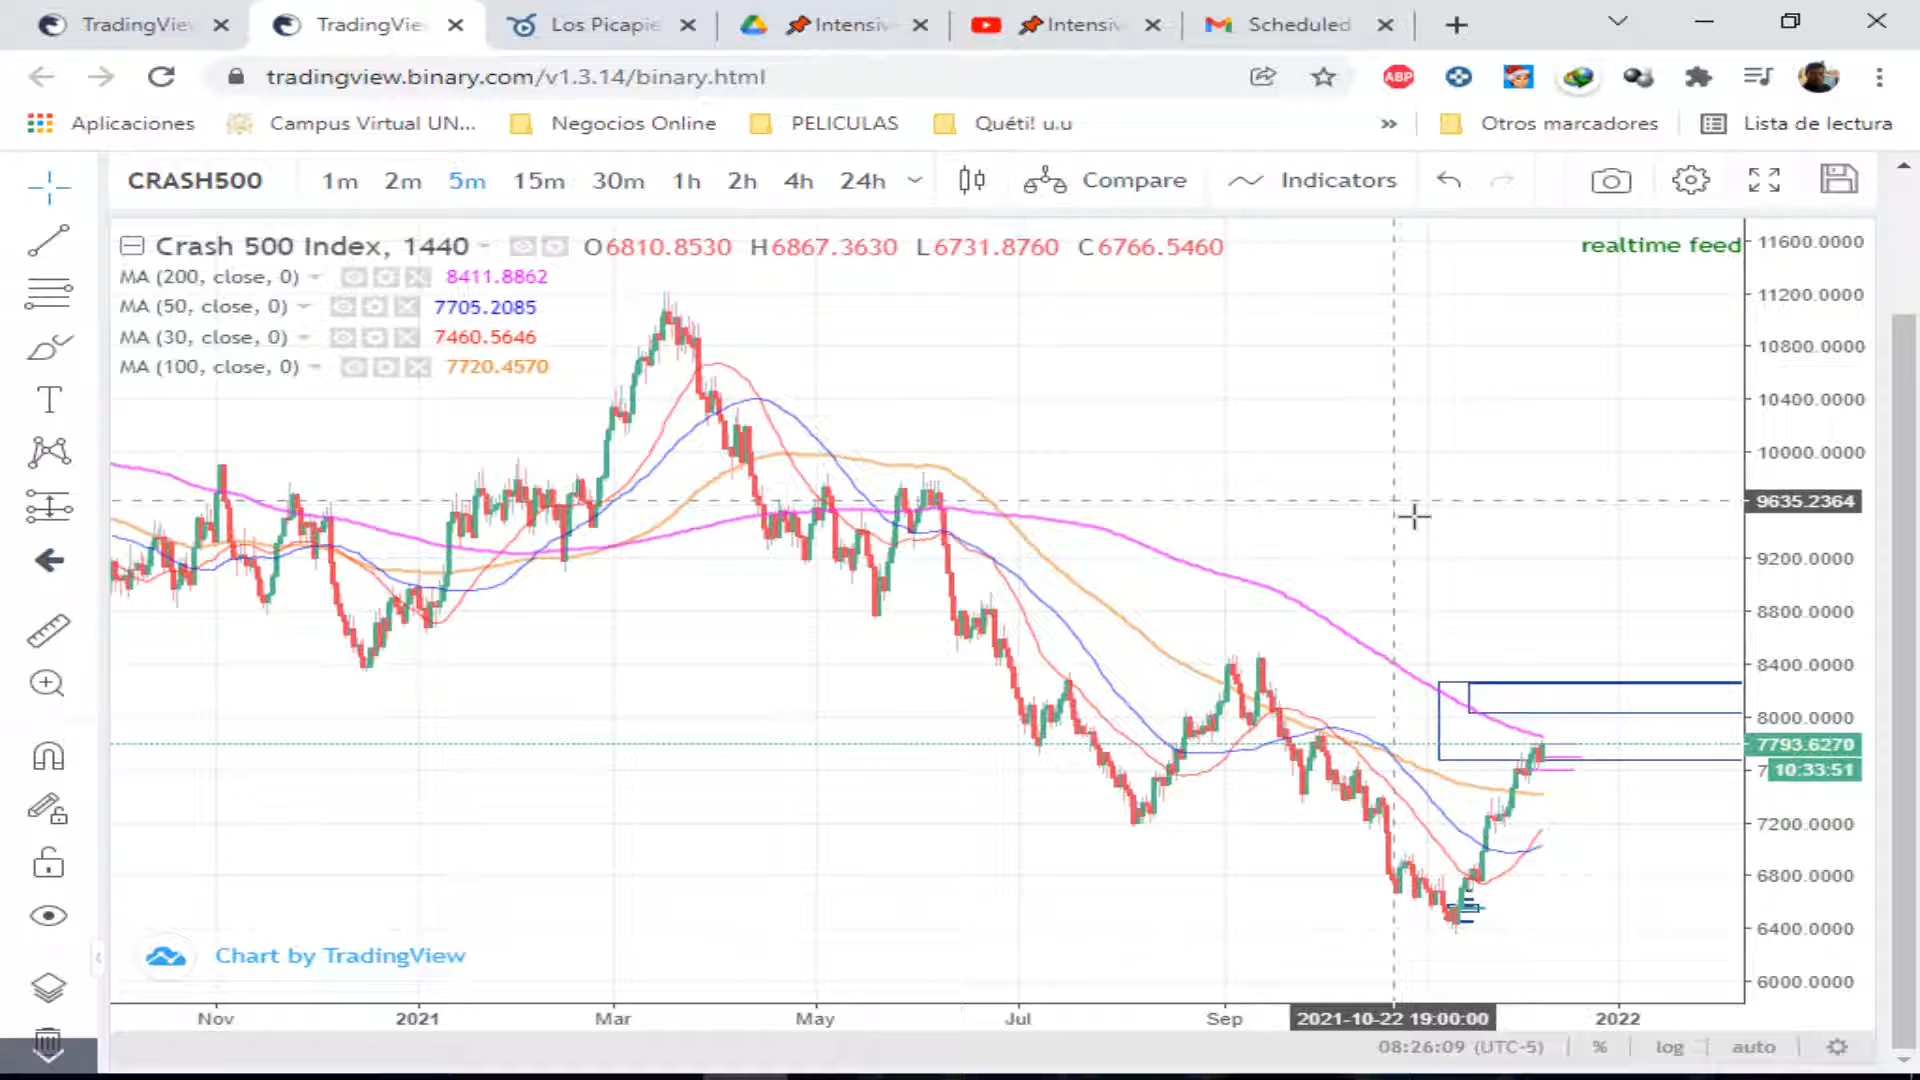 TradingVie
TradingVie
Los Picapie
Intensiv
Intensiv
Scheduled
tradingview.binary.com/v1.3.14/binary.html
ABP
Aplicaciones
Campus Virtual UN...
Negocios Online
PELICULAS
Quéti! u.u
»
Otros marcadores
Lista de lectura
CRASH500
1m 2m 5m 15m 30m 1h 2h 4h 24h
Compare
Indicators
Crash 500 Index, 1440
O6810.8530 H6867.3630 L6731.8760 C6766.5460
realtime feed
MA (200, close, 0) 8411.8862
MA (50, close, 0) 7705.2085
MA (30, close, 0) 7460.5646
MA (100, close, 0) 7720.4570
11600.0000
11200.0000
10800.0000
10400.0000
10000.0000
9635.2364
9200.0000
8800.0000
8400.0000
8000.0000
7793.6270
10:33:51
7200.0000
6800.0000
6400.0000
6000.0000
Chart by TradingView
Nov 2021 Mar May Jul Sep 2021-10-22 19:00:00 2022
08:26:09 (UTC-5) % log auto